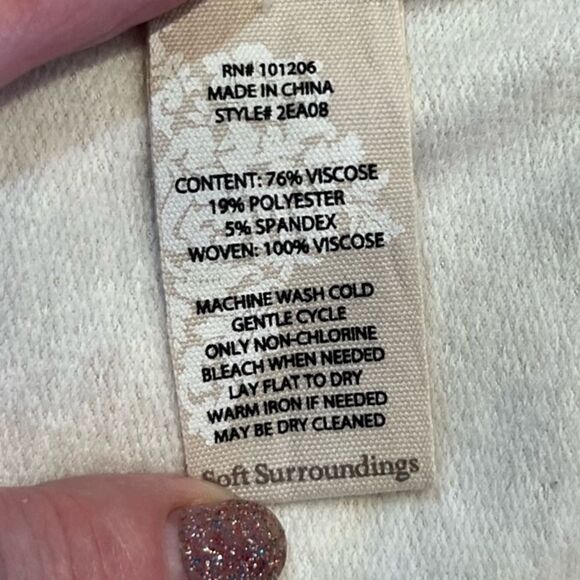 RN# 101206
MADE IN CHINA
STYLE# 2EA08
CONTENT: 76% VISCOSE
19% POLYESTER
5% SPANDEX
WOVEN: 100% VISCOSE
MACHINE WASH COLD
GENTLE CYCLE
ONLY NON-CHLORINE
BLEACH WHEN NEEDED
LAY FLAT TO DRY
WARM IRON IF NEEDED
MAY BE DRY CLEANED
Soft Surroundings